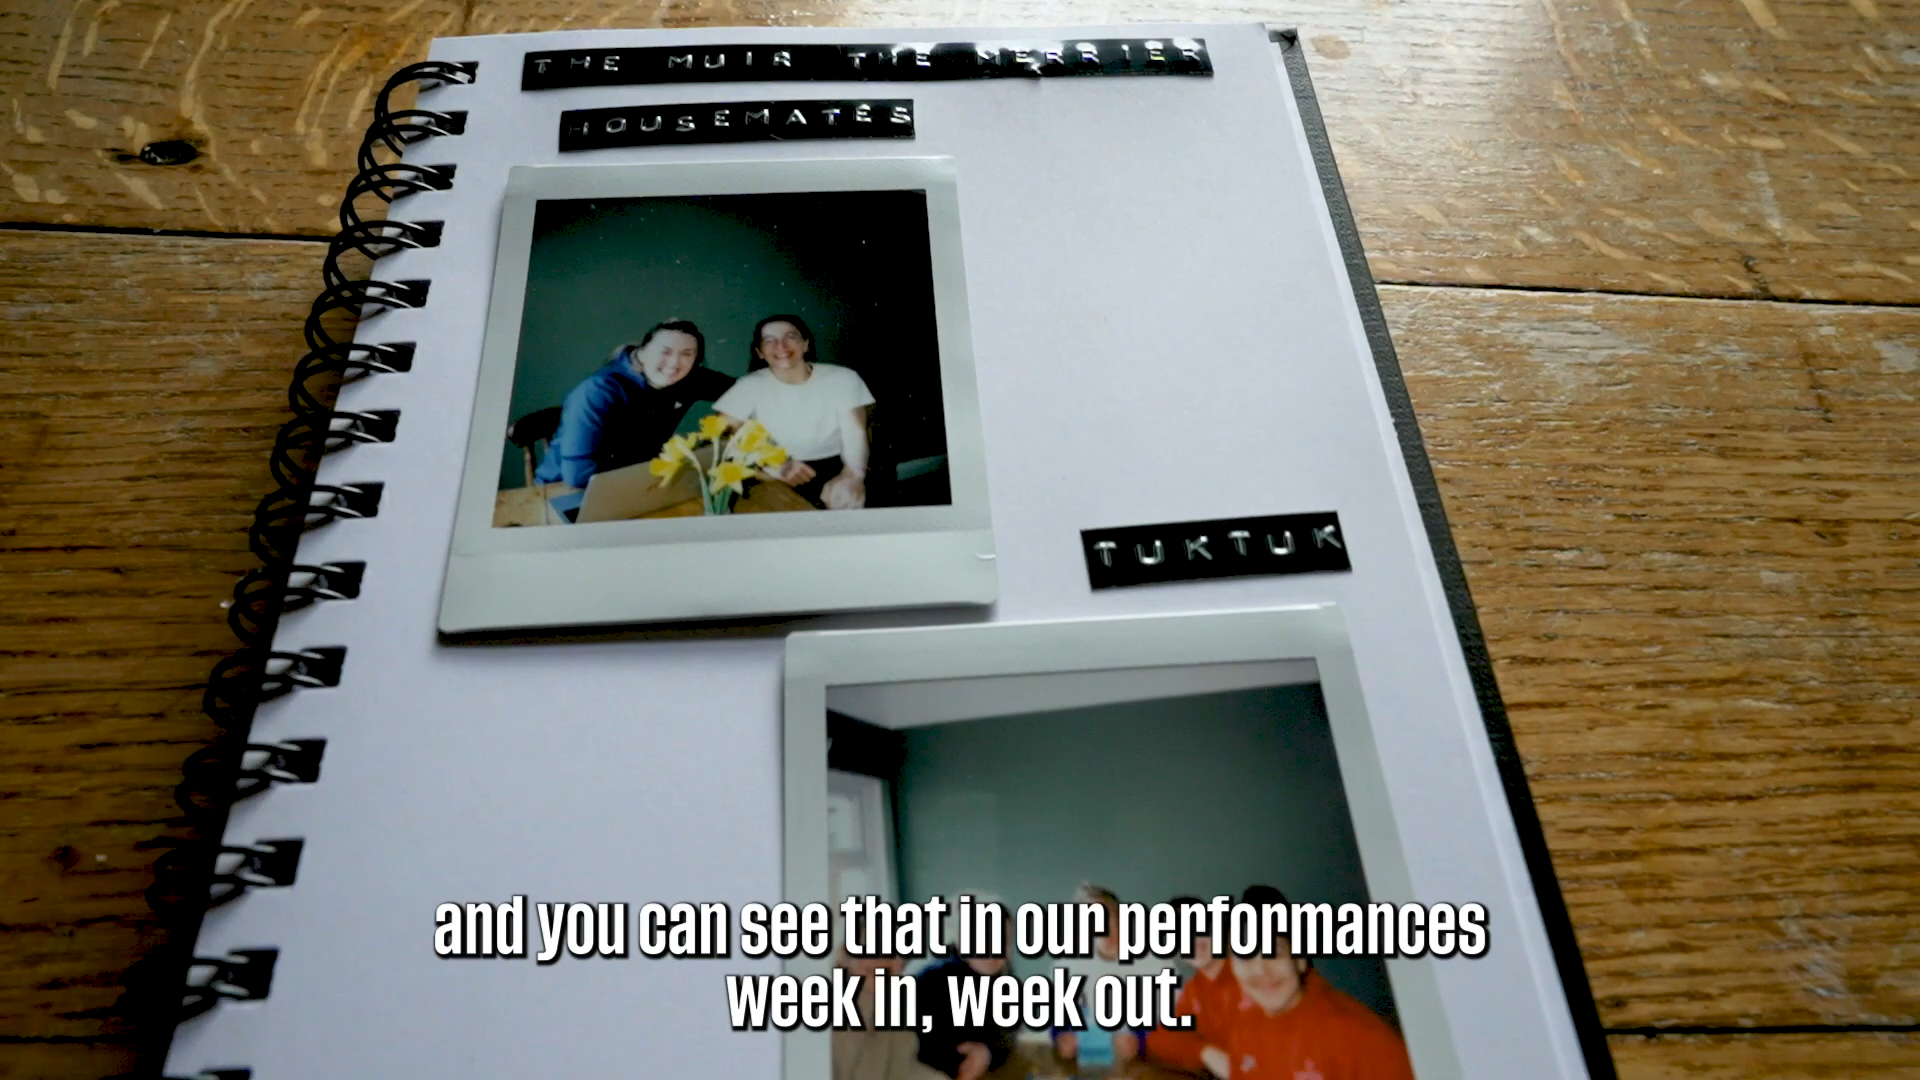 THE MUIR THE MERRIER
HOUSEMATES
TUKTUK
and you can see that in our performances
week in, week out.